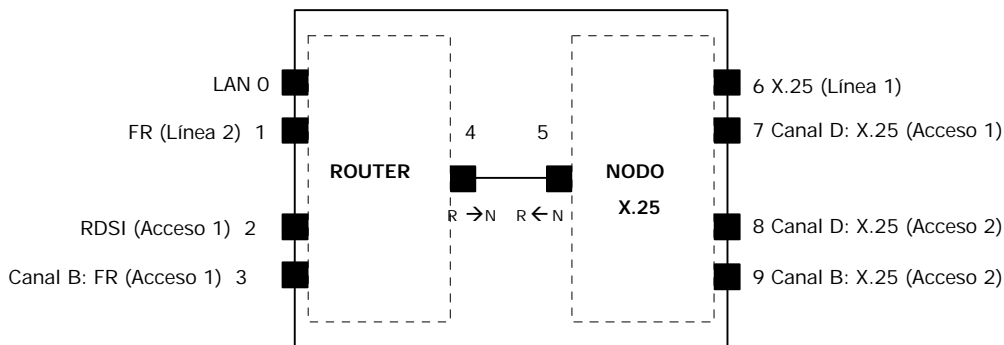 LAN 0
FR (Línea 2) 1
RDSI (Acceso 1) 2
Canal B: FR (Acceso 1) 3
ROUTER
4 5
R → N R ← N
NODO
X.25
6 X.25 (Línea 1)
7 Canal D: X.25 (Acceso 1)
8 Canal D: X.25 (Acceso 2)
9 Canal B: X.25 (Acceso 2)